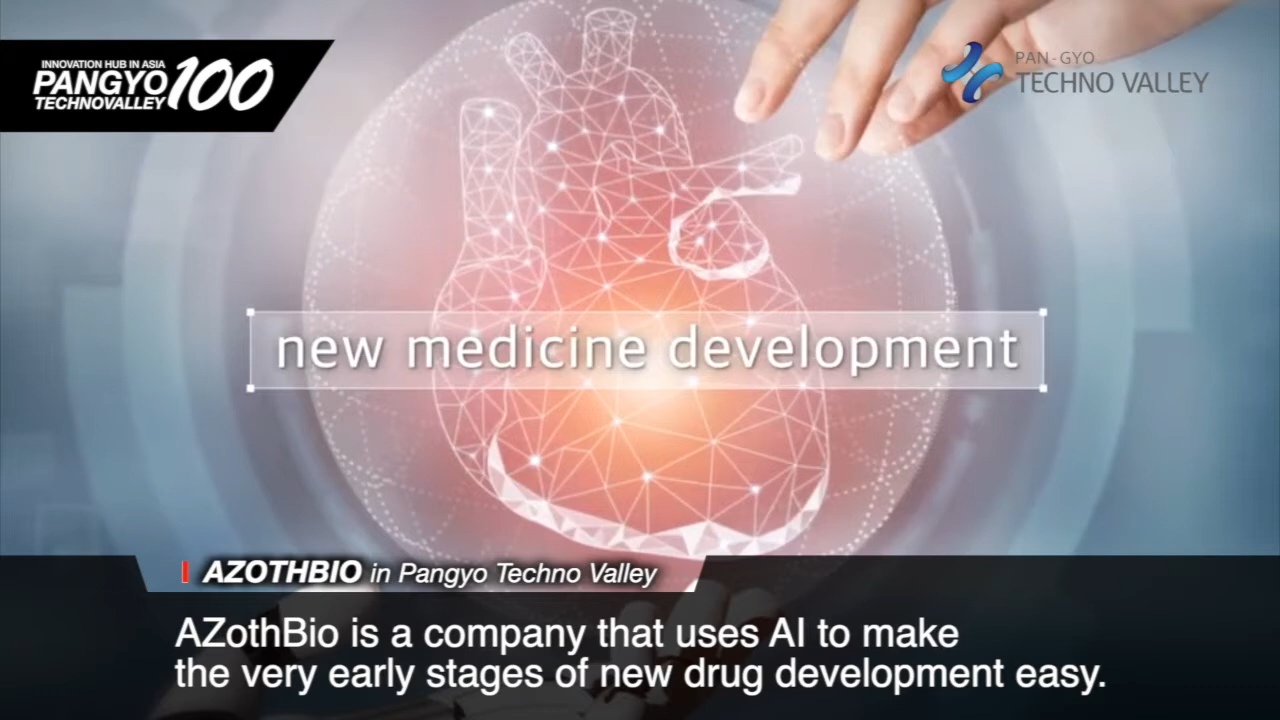 INNOVATION HUB IN ASIA
PANGYO
TECHNOVALLEY
100
PAN-GYO
TECHNO VALLEY
new medicine development
AZOTHBIO in Pangyo Techno Valley
AZothBio is a company that uses AI to make
the very early stages of new drug development easy.